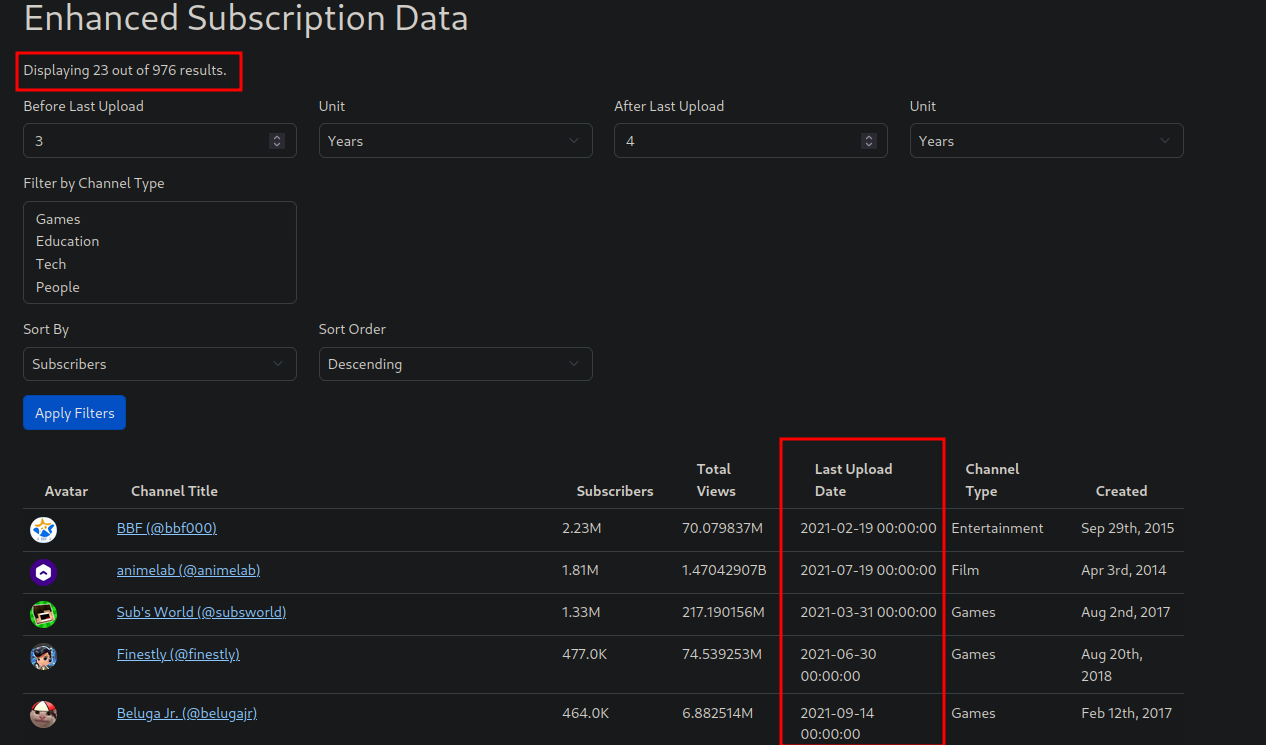 Enhanced Subscription Data
Displaying 23 out of 976 results.
Before Last Upload
Unit
After Last Upload
Unit
3
Years
4
Years
Filter by Channel Type
Games
Education
Tech
People
Sort By
Sort Order
Subscribers
Descending
Apply Filters
Avatar
Channel Title
Subscribers
Total
Views
Last Upload
Date
Channel
Type
Created
BBF (@bbf000)
2.23M
70.079837M
2021-02-19 00:00:00
Entertainment
Sep 29th, 2015
animelab (@animelab)
1.81M
1.47042907B
2021-07-19 00:00:00
Film
Apr 3rd, 2014
Sub's World (@subsworld)
1.33M
217.190156M
2021-03-31 00:00:00
Games
Aug 2nd, 2017
Finestly (@finestly)
477.0K
74.539253M
2021-06-30
00:00:00
Games
Aug 20th,
2018
Beluga Jr. (@belugajr)
464.0K
6.882514M
2021-09-14
00:00:00
Games
Feb 12th, 2017